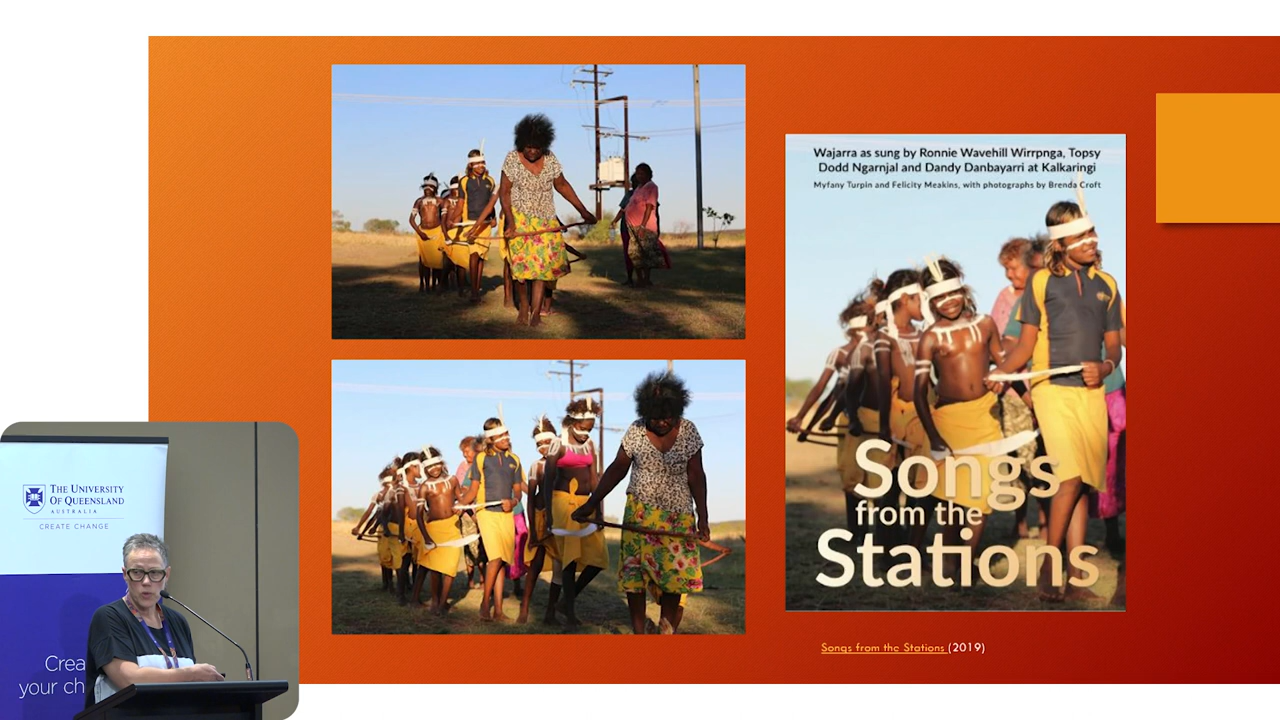 Wajarra as sung by Ronnie Wavehill Wirrpnga, Topsy
Dodd Ngarnjal and Dandy Danbayarri at Kalkaringi
Myfany Turpin and Felicity Meakins, with photographs by Brenda Croft
Songs
from the
Stations
Songs from the Stations (2019)
THE UNIVERSITY
OF QUEENSLAND
AUSTRALIA
CREATE CHANGE
Crea
your ch